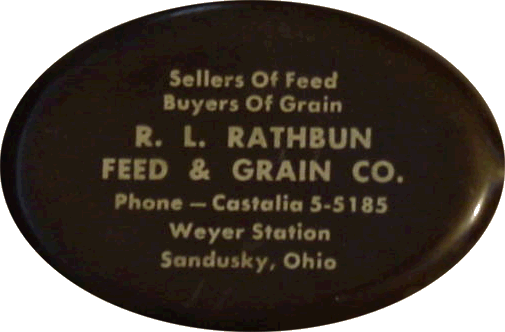 Sellers Of Feed
Buyers Of Grain
R. L. RATHBUN
FEED & GRAIN CO.
Phone — Castalia 5-5185
Weyer Station
Sandusky, Ohio